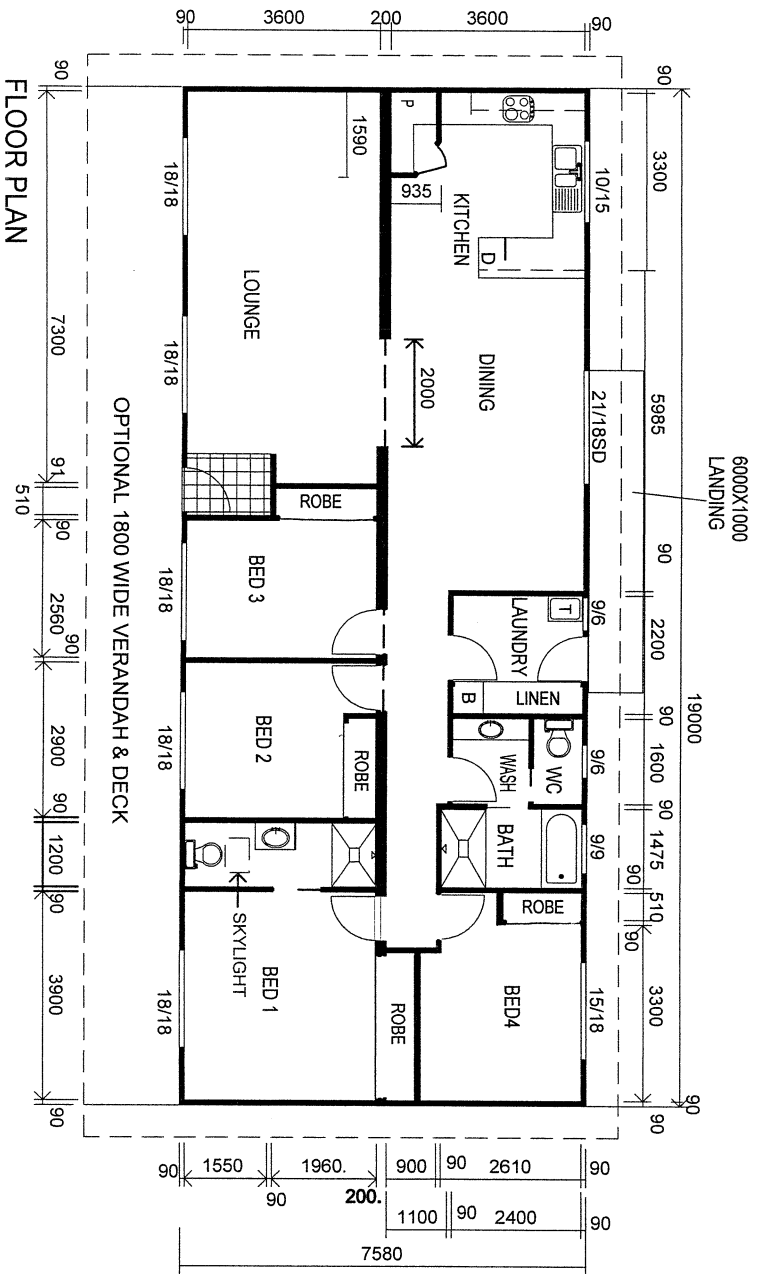 6000X1000
LANDING
19000
90
90
3300
5985
90
2200
90
1600
90
1475
90
510
90
3300
90
10/15
21/18SD
9/6
9/6
9/9
15/18
P
KITCHEN
D
DINING
935
2000
LAUNDRY
T
LINEN
B
WC
WASH
BATH
ROBE
BED4
ROBE
1590
LOUNGE
ROBE
BED 3
BED 2
ROBE
SKYLIGHT
BED 1
18/18
18/18
18/18
18/18
18/18
OPTIONAL 1800 WIDE VERANDAH & DECK
90
7300
91
510
90
2560
90
2900
90
1200
90
3900
90
FLOOR PLAN
90
3600
200
3600
90
90
1550
90
1960.
200.
900
90
2610
90
1100
90
2400
90
7580